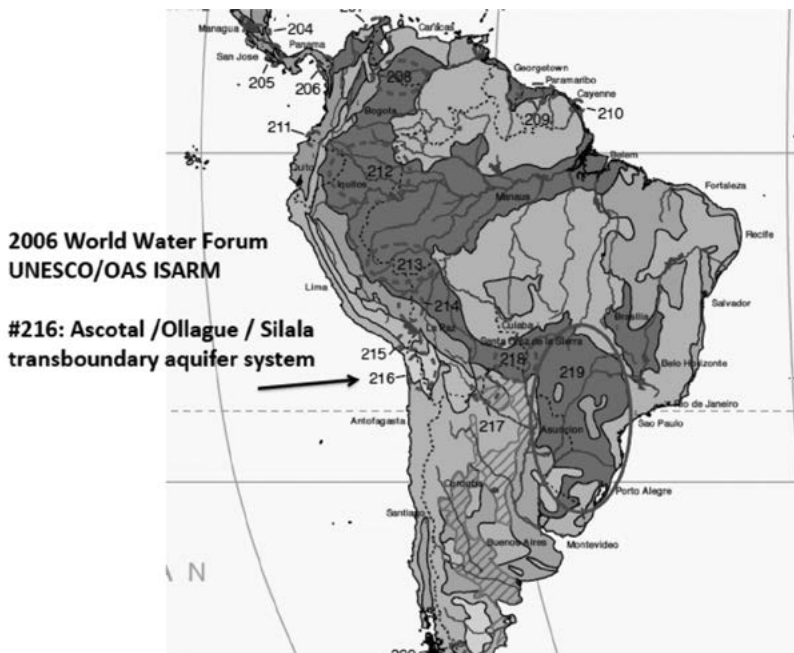 204
Managua
Caracas
San Jose
Panama
205
206
208
Georgetown
Paramaribo
Cayenne
209
210
Bogota
211
Quito
Iquitos
212
Belem
Manaus
Fortaleza
Recife
2006 World Water Forum
UNESCO/OAS ISARM
213
Lima
214
Salvador
#216: Ascotal /Ollague / Silala
transboundary aquifer system
La Paz
Cuiaba
Brasilia
Santa Cruz de la Sierra
215
218
219
Belo Horizonte
216
Rio de Janeiro
Antofagasta
217
Asuncion
Sao Paulo
Cordoba
Porto Alegre
Santiago
Buenos Aires
Montevideo
A N